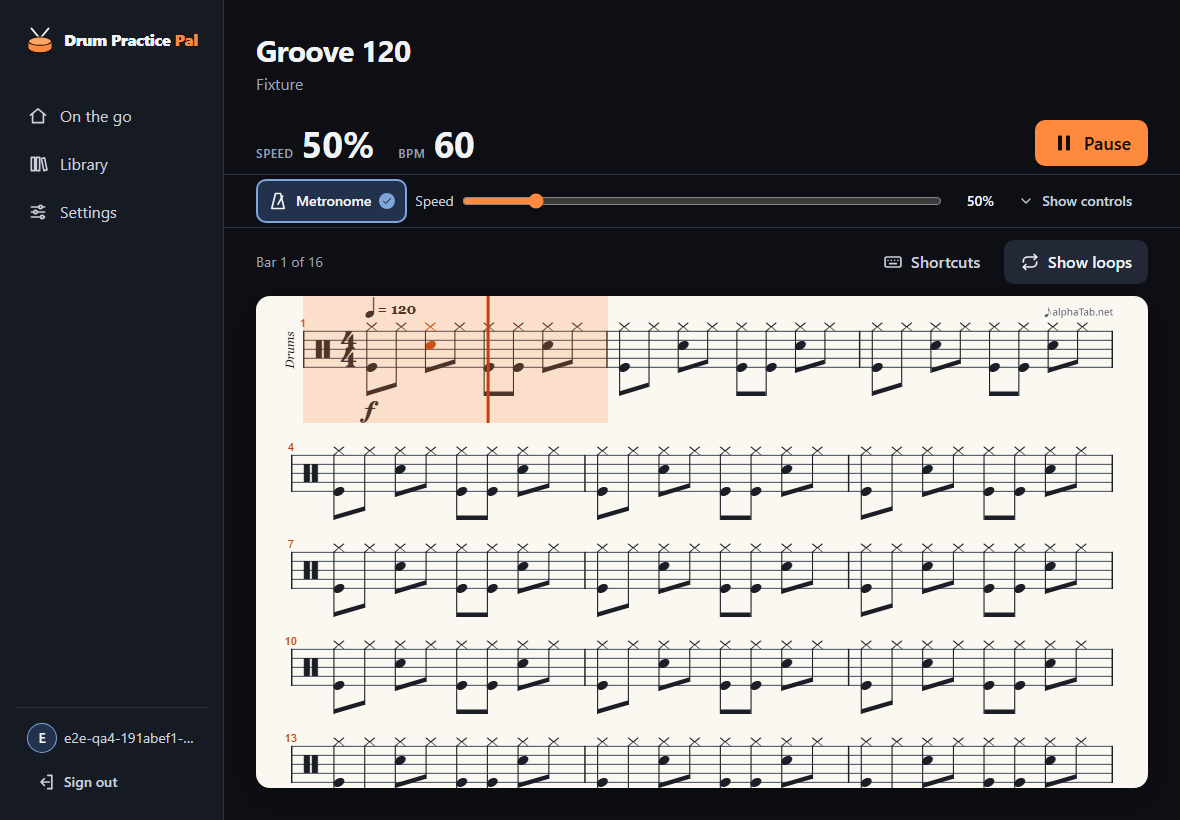 Drum Practice Pal
On the go
Library
Settings
e2e-qa4-191abef1-...
E
Sign out
Groove 120
Fixture
SPEED 50% BPM 60
Pause
Metronome Speed 50% Show controls
Bar 1 of 16
Shortcuts
Show loops
= 120
alphaTab.net
1
Drums
4
4
f
4
7
10
13